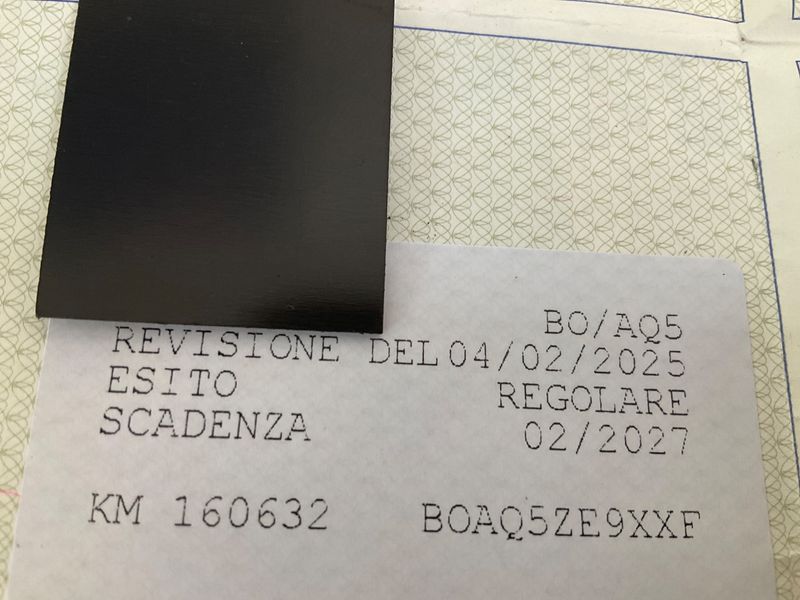 BO/AQ5
REVISIONE DEL 04/02/2025
ESITO REGOLARE
SCADENZA 02/2027
KM 160632 BOAQ5ZE9XXF